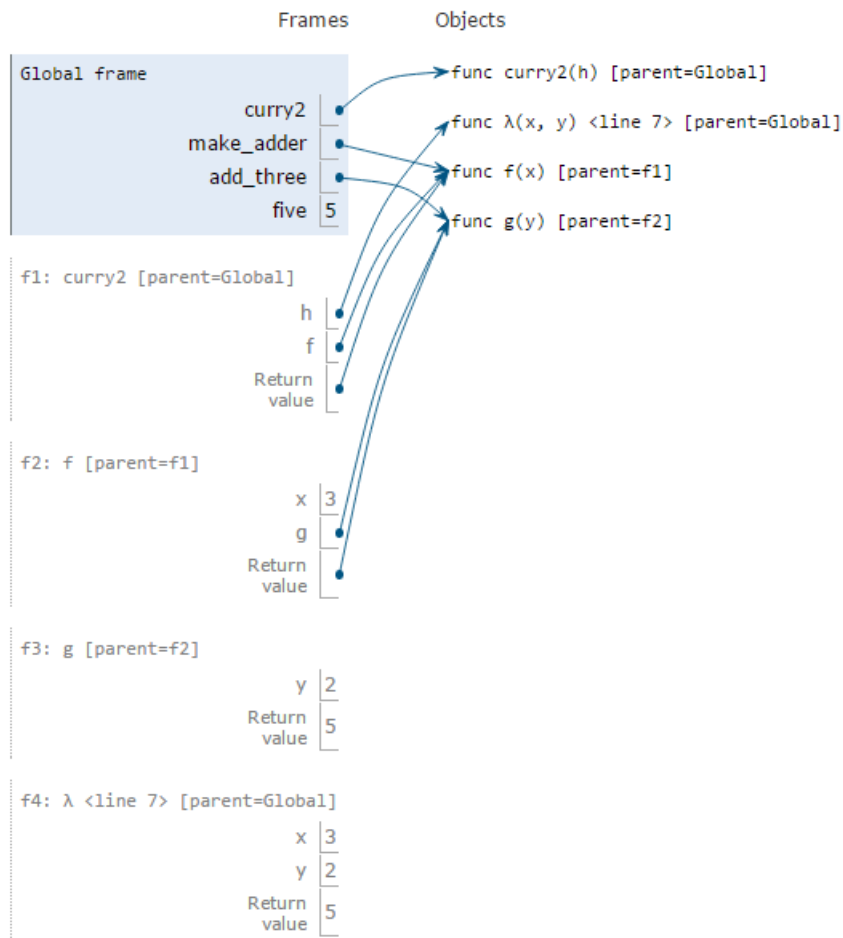 Frames Objects
Global frame
func curry2(h) [parent=Global]
curry2
func λ(x, y) <line 7> [parent=Global]
make_adder
func f(x) [parent=f1]
add_three
five 5
func g(y) [parent=f2]
f1: curry2 [parent=Global]
h
f
Return
value
f2: f [parent=f1]
x 3
g
Return
value
f3: g [parent=f2]
y 2
Return
value 5
f4: λ <line 7> [parent=Global]
x 3
y 2
Return
value 5